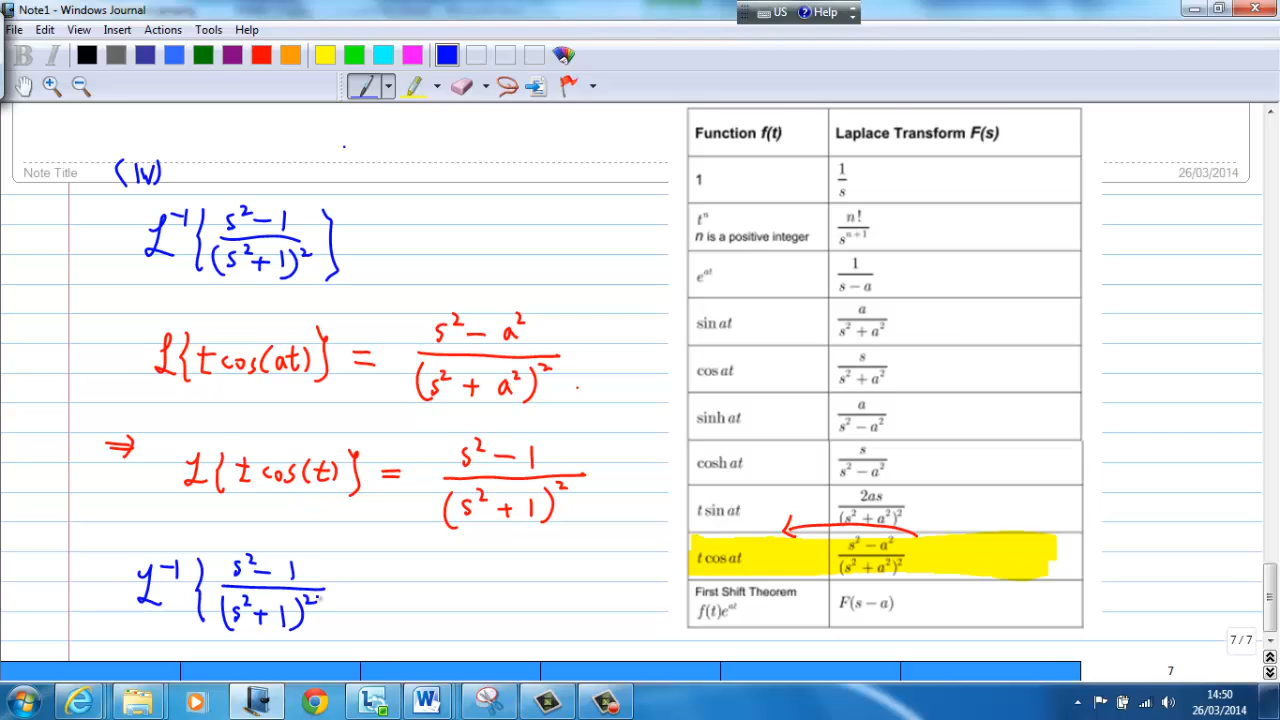 Note1 - Windows Journal
US Help
File Edit View Insert Actions Tools Help
B I
Note Title 26/03/2014
(IV)
ℒ⁻¹{ (s² − 1) / (s² + 1)² }
ℒ{t cos(at)} = (s² − a²) / (s² + a²)²
⇒ ℒ{t cos(t)} = (s² − 1) / (s² + 1)²
ℒ⁻¹{ (s² − 1) / (s² + 1)²
Function f(t) Laplace Transform F(s)
1 1 / s
tⁿ n! / sⁿ⁺¹
n is a positive integer
eᵃᵗ 1 / (s − a)
sin at a / (s² + a²)
cos at s / (s² + a²)
sinh at a / (s² − a²)
cosh at s / (s² − a²)
t sin at 2as / (s² + a²)²
t cos at (s² − a²) / (s² + a²)²
First Shift Theorem
f(t)eᵃᵗ F(s − a)
7 / 7
7
14:50
26/03/2014